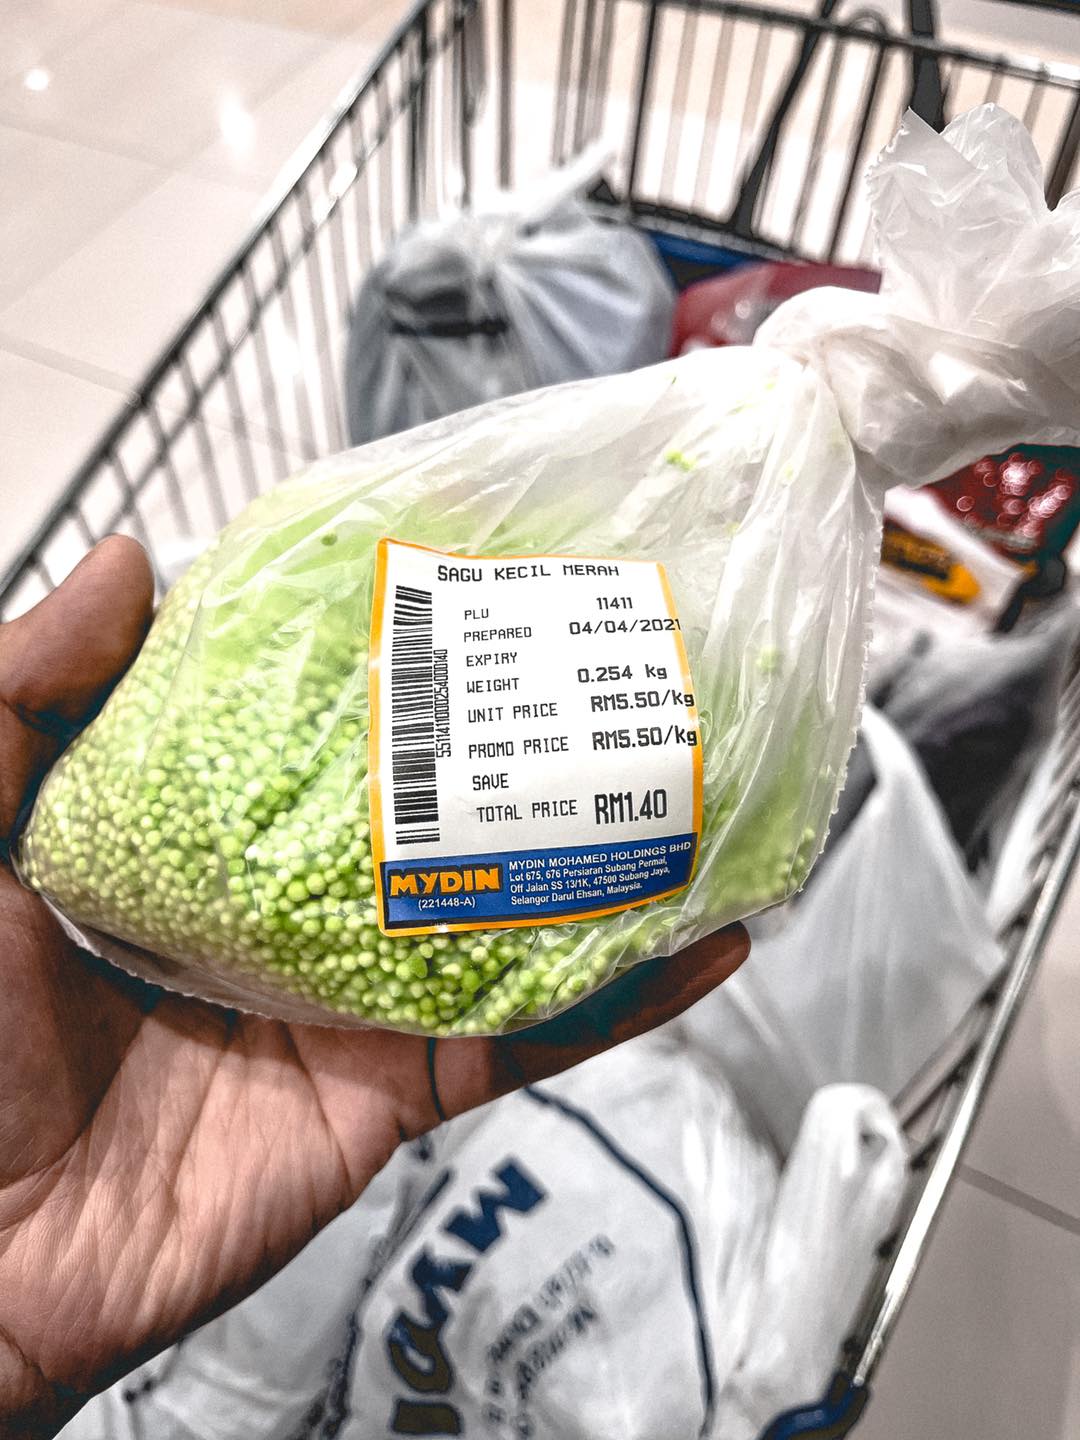 SAGU KECIL MERAH
PLU 11411
PREPARED 04/04/2021
EXPIRY
WEIGHT 0.254 kg
UNIT PRICE RM5.50/kg
PROMO PRICE RM5.50/kg
SAVE
TOTAL PRICE RM1.40
MYDIN
(221448-A)
MYDIN MOHAMED HOLDINGS BHD
Lot 675, 676 Persiaran Subang Permai,
Off Jalan SS 13/1K, 47500 Subang Jaya,
Selangor Darul Ehsan, Malaysia.
MYDI